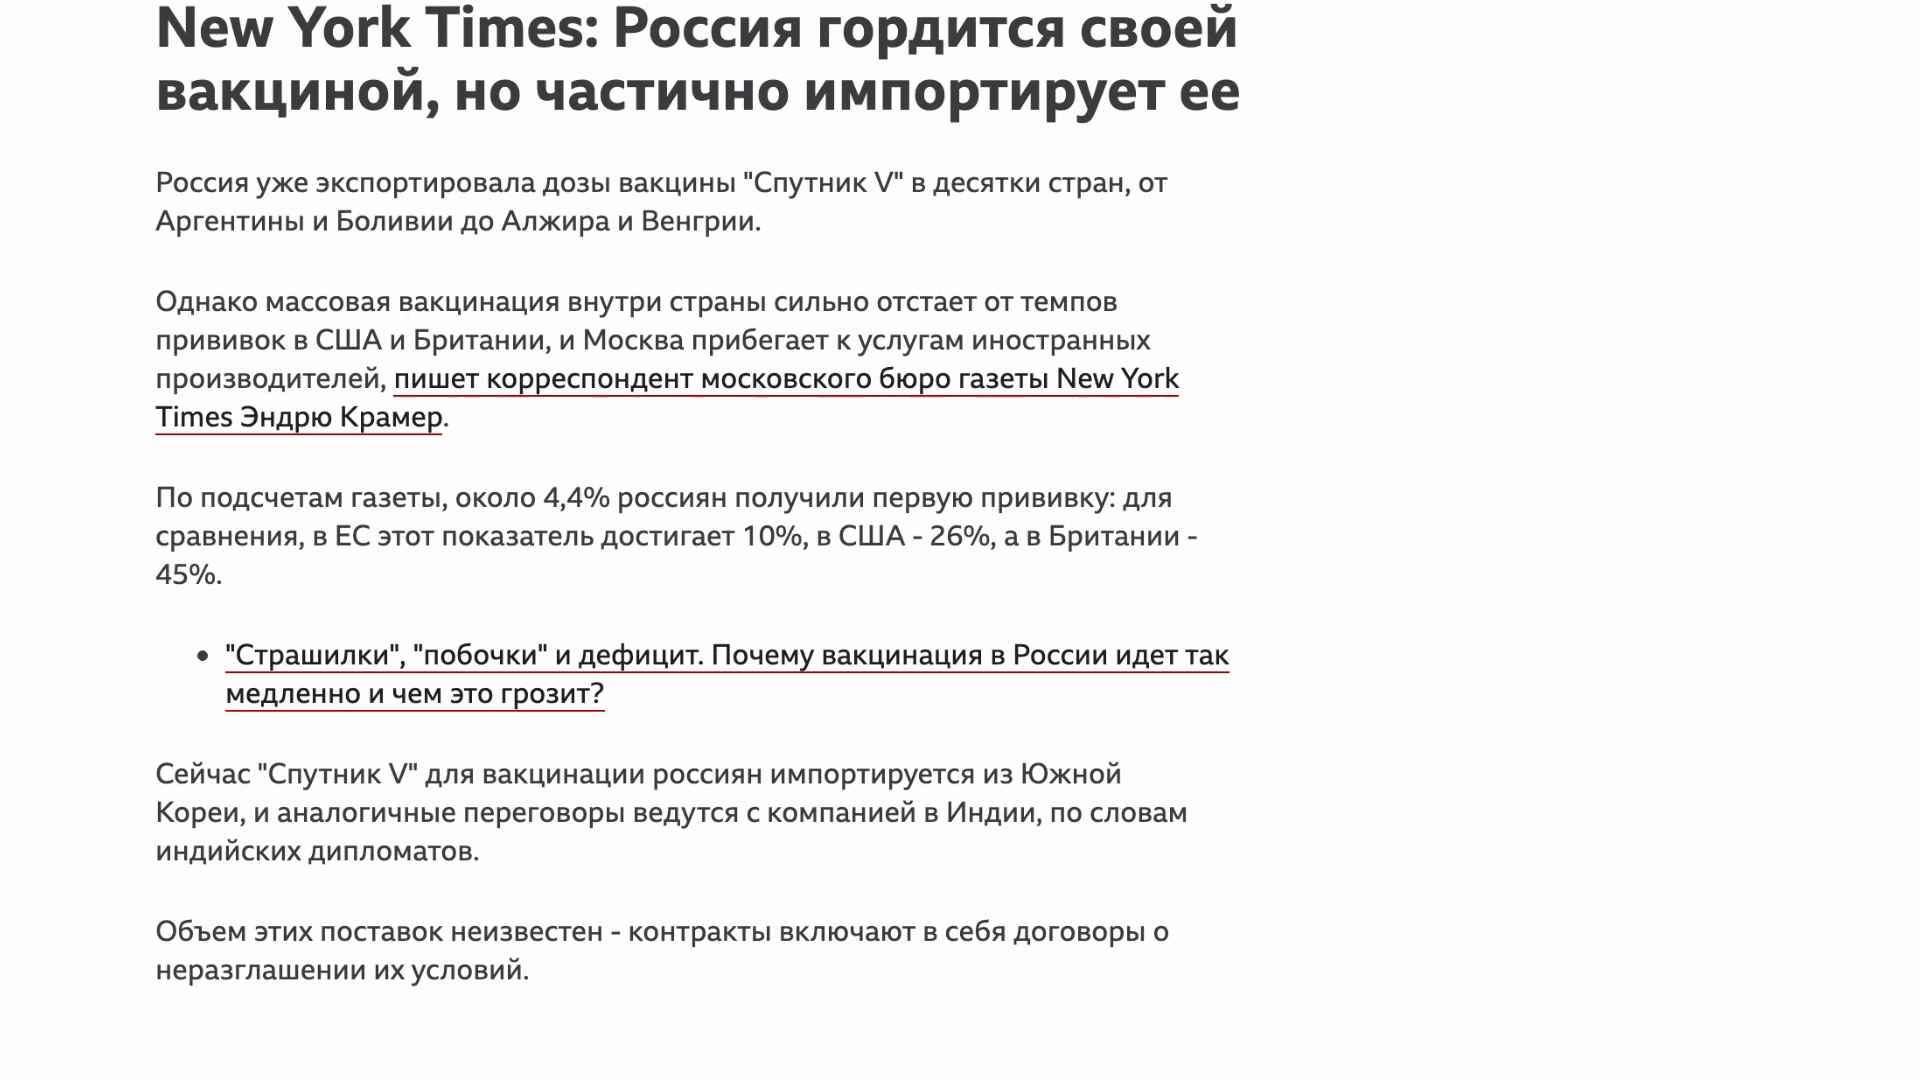 New York Times: Россия гордится своей
вакциной, но частично импортирует ее
Россия уже экспортировала дозы вакцины "Спутник V" в десятки стран, от
Аргентины и Боливии до Алжира и Венгрии.
Однако массовая вакцинация внутри страны сильно отстает от темпов
прививок в США и Британии, и Москва прибегает к услугам иностранных
производителей, пишет корреспондент московского бюро газеты New York
Times Эндрю Крамер.
По подсчетам газеты, около 4,4% россиян получили первую прививку: для
сравнения, в ЕС этот показатель достигает 10%, в США - 26%, а в Британии -
45%.
• "Страшилки", "побочки" и дефицит. Почему вакцинация в России идет так
медленно и чем это грозит?
Сейчас "Спутник V" для вакцинации россиян импортируется из Южной
Кореи, и аналогичные переговоры ведутся с компанией в Индии, по словам
индийских дипломатов.
Объем этих поставок неизвестен - контракты включают в себя договоры о
неразглашении их условий.